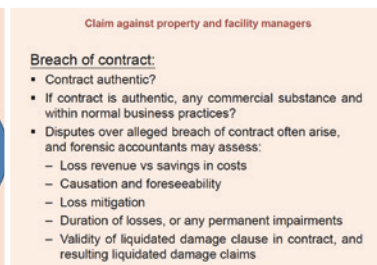 Claim against property and facility managers
Breach of contract:
▪ Contract authentic?
▪ If contract is authentic, any commercial substance and
within normal business practices?
▪ Disputes over alleged breach of contract often arise,
and forensic accountants may assess:
– Loss revenue vs savings in costs
– Causation and foreseeability
– Loss mitigation
– Duration of losses, or any permanent impairments
– Validity of liquidated damage clause in contract, and
resulting liquidated damage claims